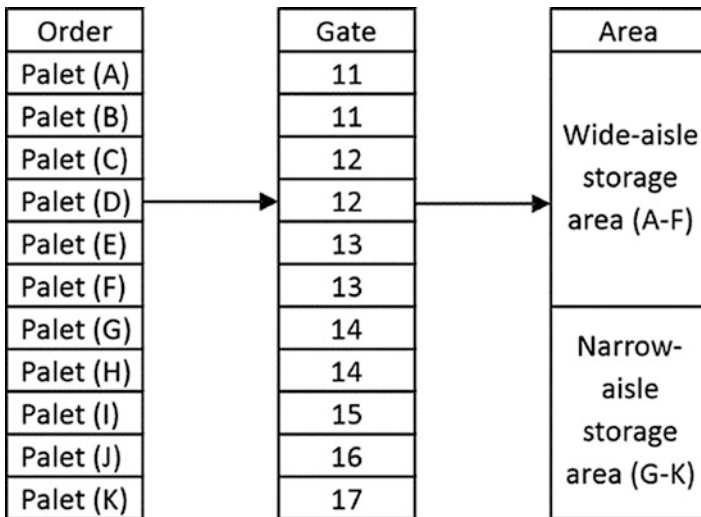 Order
Palet (A)
Palet (B)
Palet (C)
Palet (D)
Palet (E)
Palet (F)
Palet (G)
Palet (H)
Palet (I)
Palet (J)
Palet (K)
Gate
11
11
12
12
13
13
14
14
15
16
17
Area
Wide-aisle
storage
area (A-F)
Narrow-
aisle
storage
area (G-K)